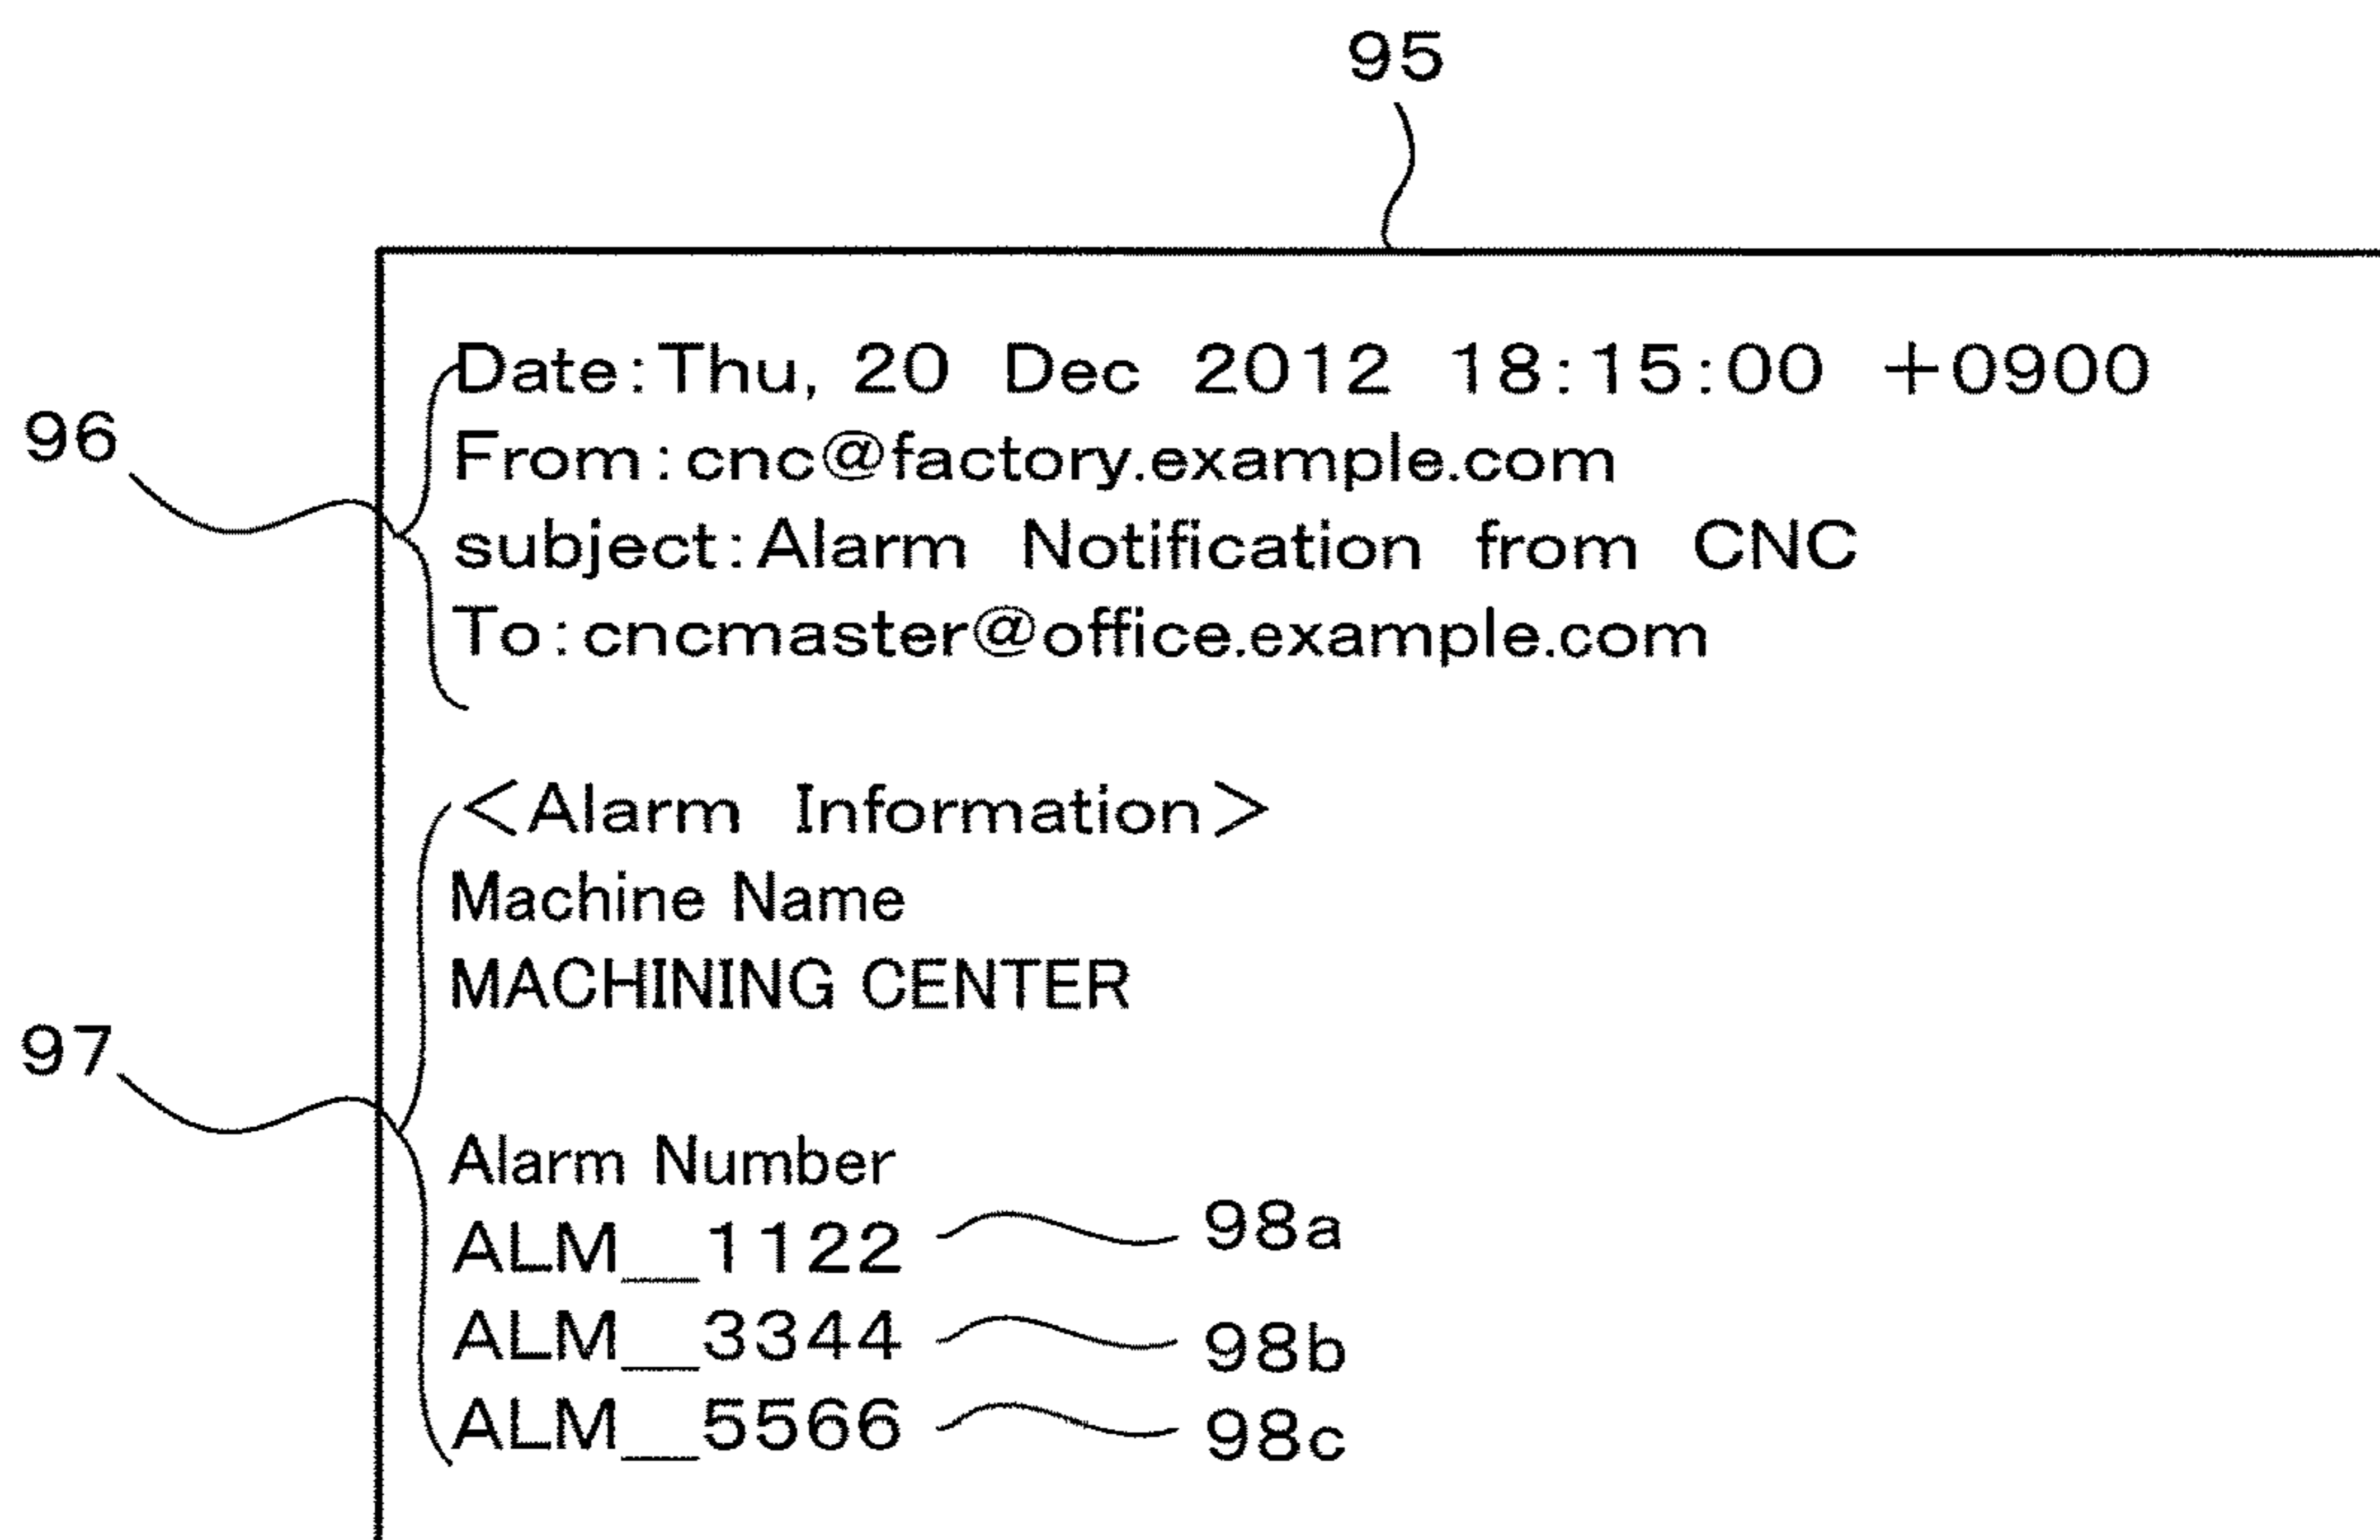 95
96
Date:Thu, 20 Dec 2012 18:15:00 +0900
From:cnc@factory.example.com
subject:Alarm Notification from CNC
To:cncmaster@office.example.com
97
<Alarm Information>
Machine Name
MACHINING CENTER
Alarm Number
ALM__1122 98a
ALM__3344 98b
ALM__5566 98c